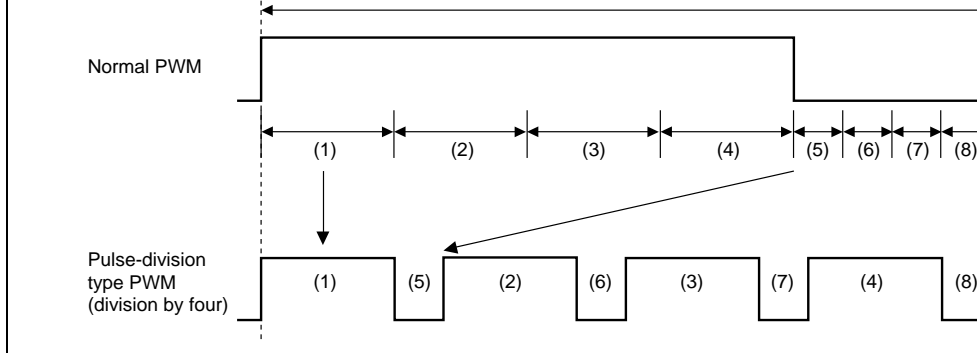 Normal PWM
(1) (2) (3) (4) (5) (6) (7) (8)
Pulse-division
type PWM
(division by four)
(1) (5) (2) (6) (3) (7) (4) (8)